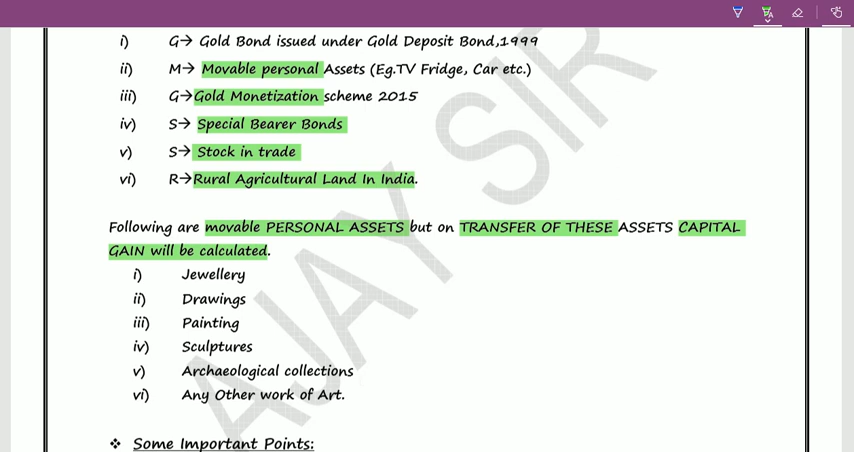 i) G→ Gold Bond issued under Gold Deposit Bond,1999
ii) M→ Movable personal Assets (Eg.TV Fridge, Car etc.)
iii) G→Gold Monetization scheme 2015
iv) S→ Special Bearer Bonds
v) S→ Stock in trade
vi) R→Rural Agricultural Land In India.
Following are movable PERSONAL ASSETS but on TRANSFER OF THESE ASSETS CAPITAL
GAIN will be calculated.
i) Jewellery
ii) Drawings
iii) Painting
iv) Sculptures
v) Archaeological collections
vi) Any Other work of Art.
❖ Some Important Points:
AJAY SIR